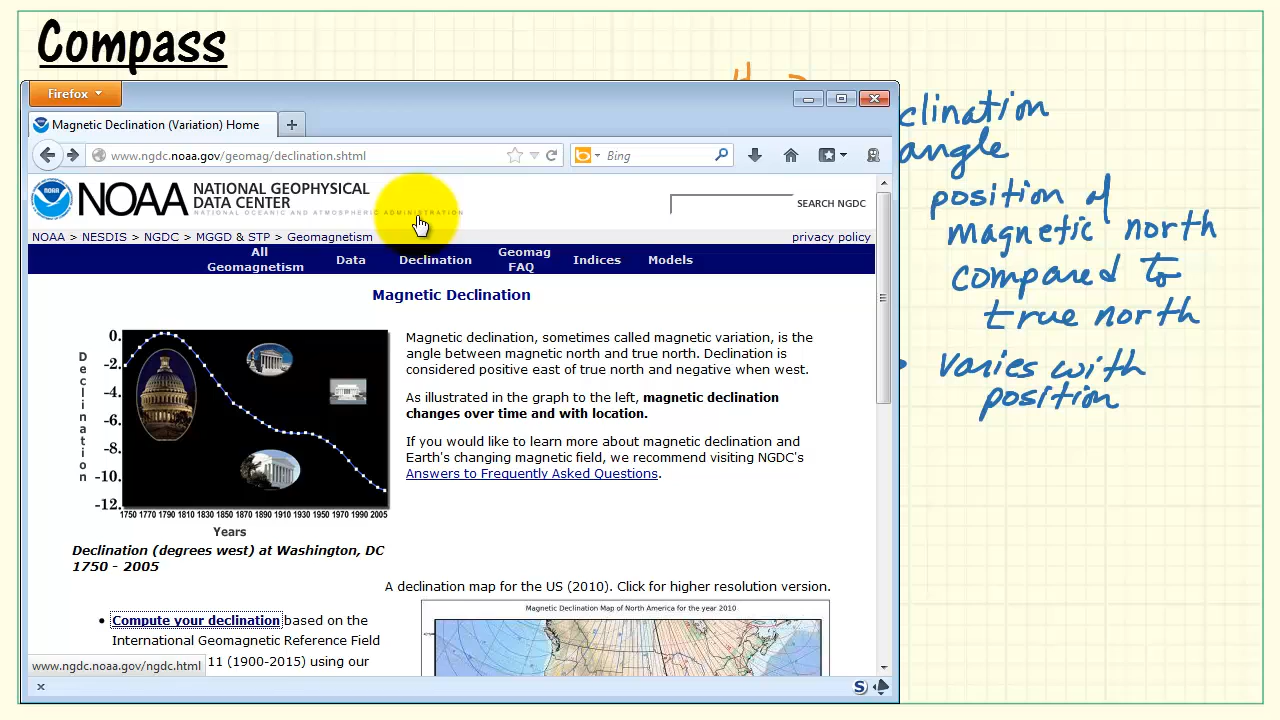 Compass
Firefox
Magnetic Declination (Variation) Home
www.ngdc.noaa.gov/geomag/declination.shtml
Bing
NOAA
NATIONAL GEOPHYSICAL
DATA CENTER
NATIONAL OCEANIC AND ATMOSPHERIC ADMINISTRATION
SEARCH NGDC
NOAA > NESDIS > NGDC > MGGD & STP > Geomagnetism
privacy policy
All Geomagnetism
Data
Declination
Geomag FAQ
Indices
Models
Magnetic Declination
Declination
0.
-2.
-4.
-6.
-8.
-10.
-12.
1750 1770 1790 1810 1830 1850 1870 1890 1910 1930 1950 1970 1990 2005
Years
Declination (degrees west) at Washington, DC
1750 - 2005
Magnetic declination, sometimes called magnetic variation, is the
angle between magnetic north and true north. Declination is
considered positive east of true north and negative when west.
As illustrated in the graph to the left, magnetic declination
changes over time and with location.
If you would like to learn more about magnetic declination and
Earth's changing magnetic field, we recommend visiting NGDC's
Answers to Frequently Asked Questions.
A declination map for the US (2010). Click for higher resolution version.
Magnetic Declination Map of North America for the year 2010
• Compute your declination based on the
International Geomagnetic Reference Field
11 (1900-2015) using our
www.ngdc.noaa.gov/ngdc.html
x
S
clination
angle
position of
magnetic north
compared to
true north
• varies with
position